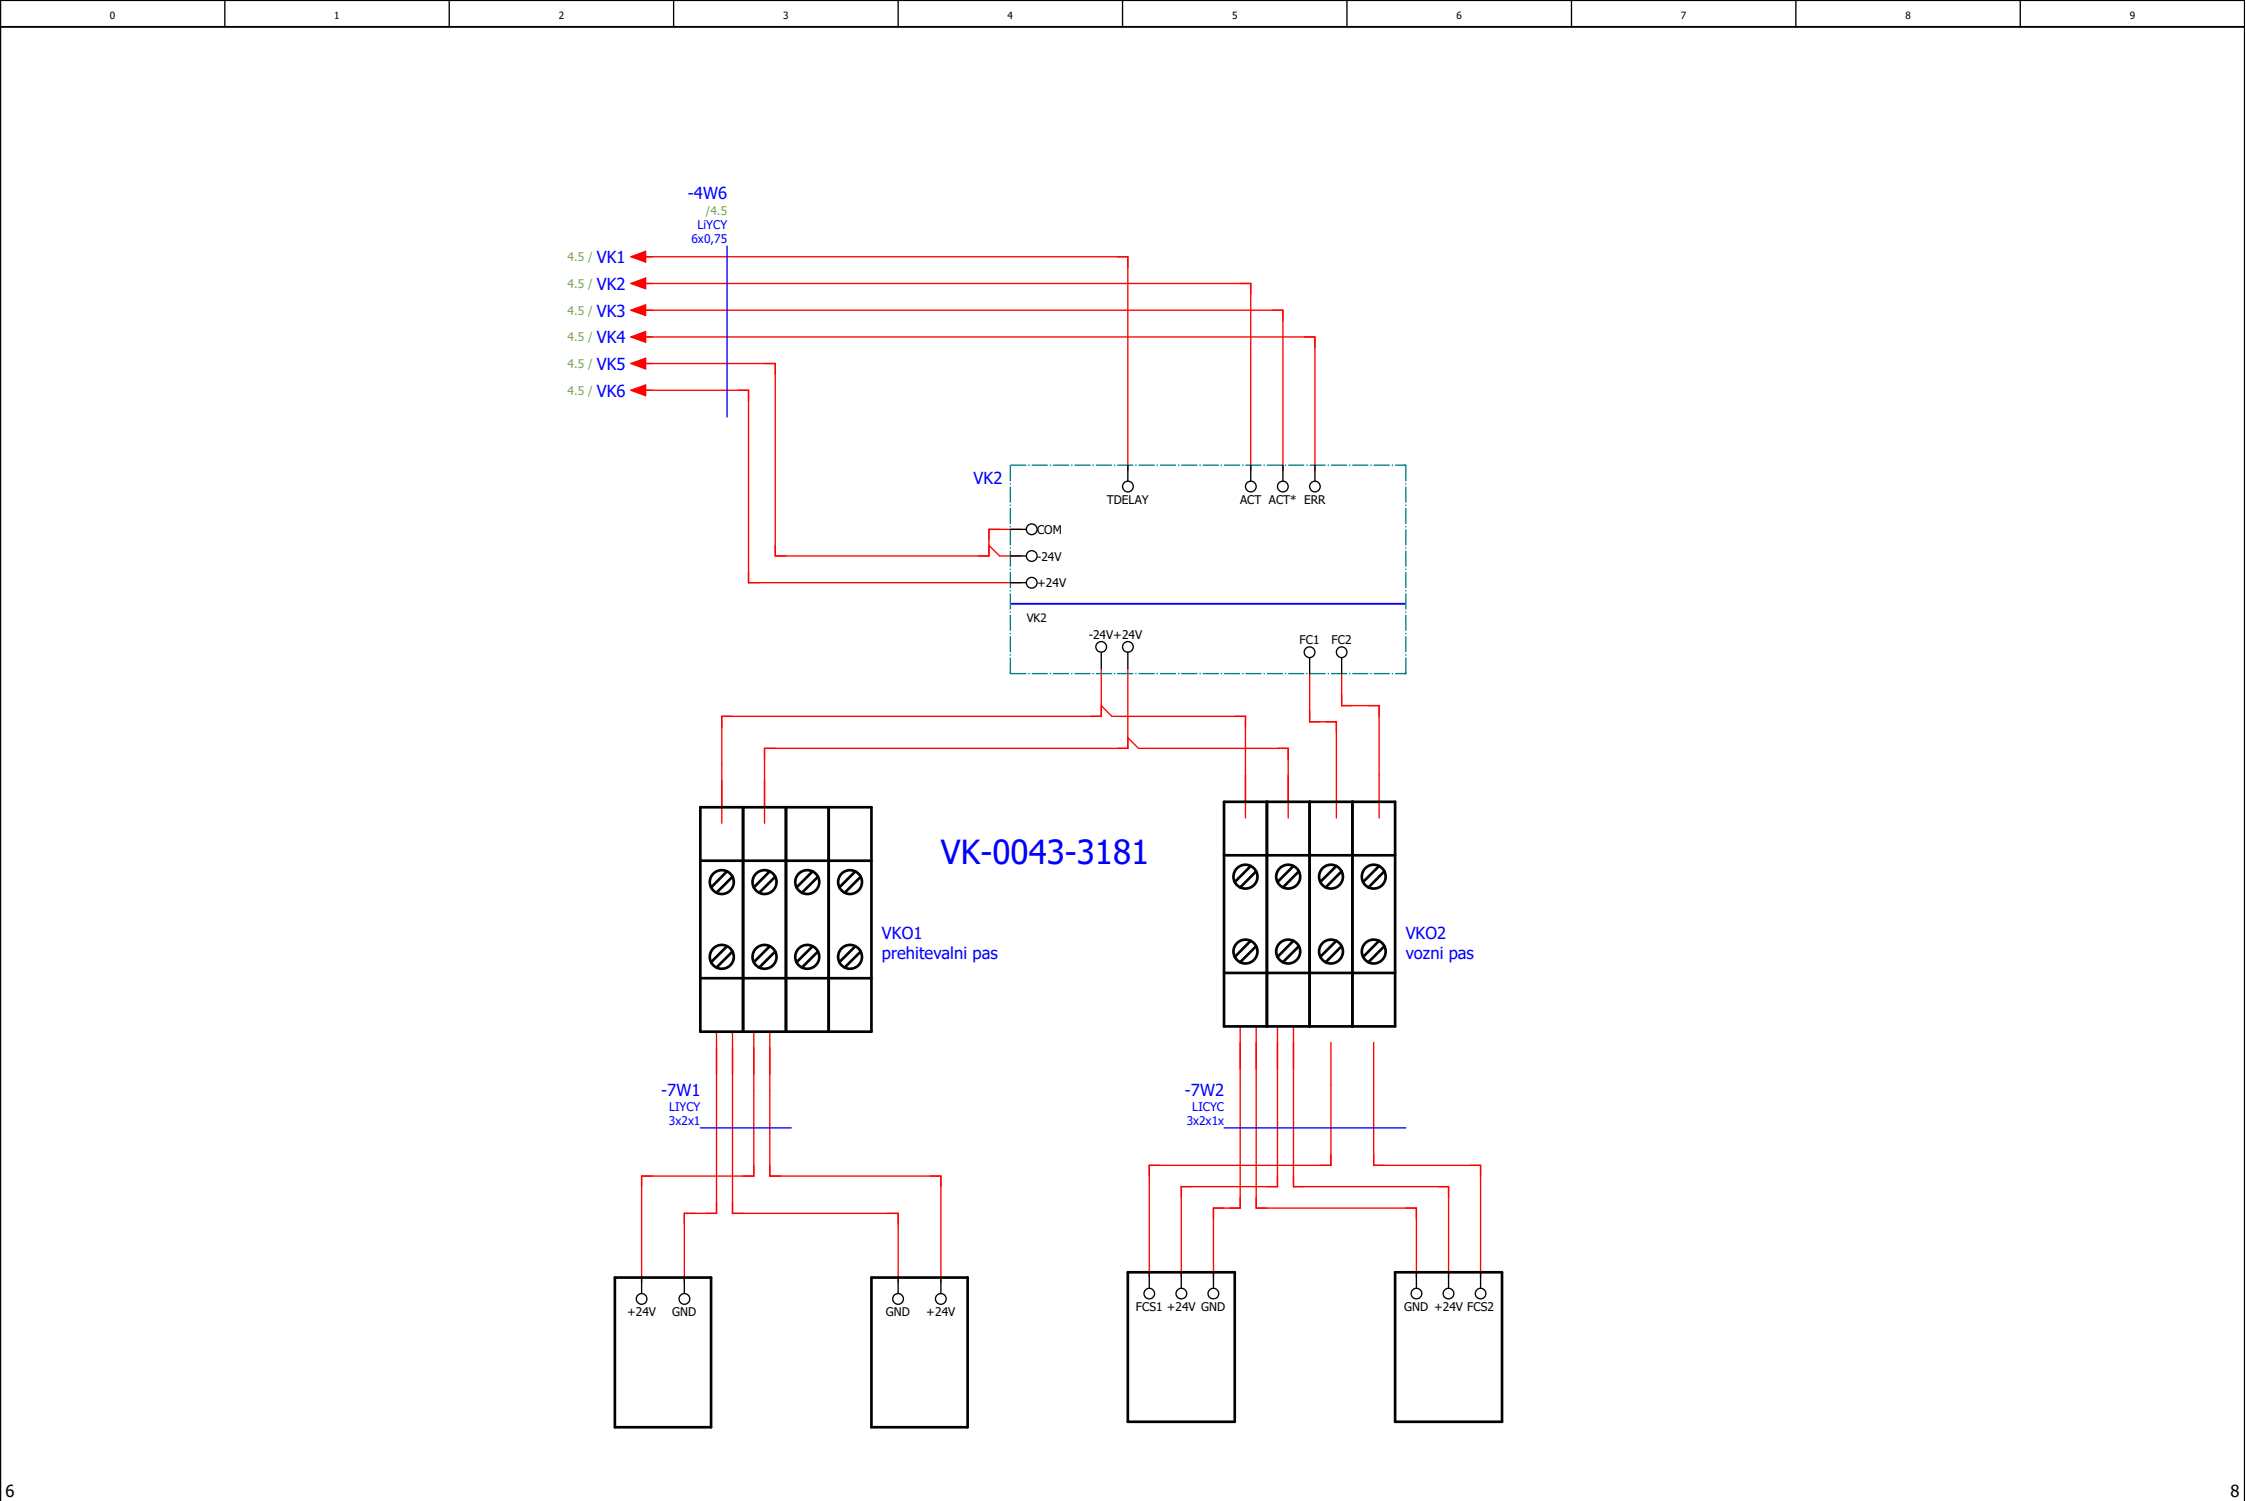 0 1 2 3 4 5 6 7 8 9
-4W6
/4.5
LiYCY
6x0,75
4.5 / VK1
4.5 / VK2
4.5 / VK3
4.5 / VK4
4.5 / VK5
4.5 / VK6
VK2
TDELAY ACT ACT* ERR
COM
-24V
+24V
VK2
-24V +24V FC1 FC2
VK-0043-3181
VKO1
prehitevalni pas
VKO2
vozni pas
-7W1
LIYCY
3x2x1
-7W2
LICYC
3x2x1x
+24V GND
GND +24V
FCS1 +24V GND
GND +24V FCS2
6
8